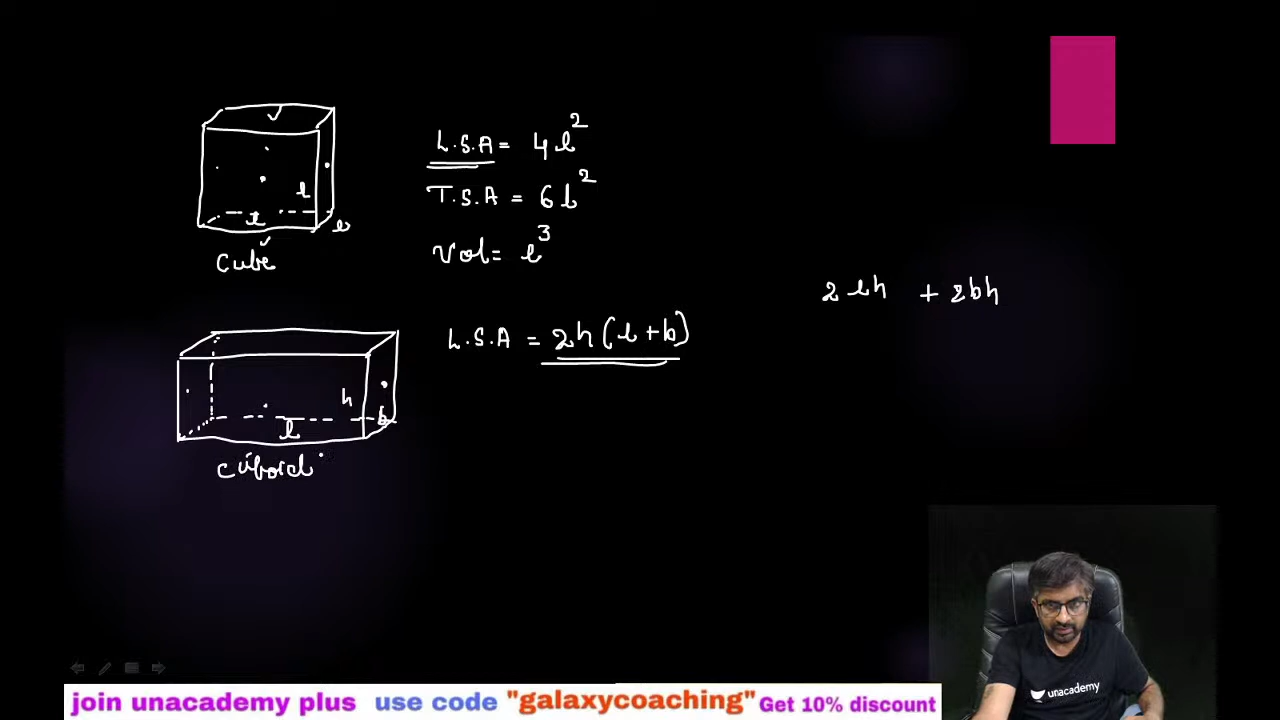 L.S.A = 4l²
T.S.A = 6l²
Vol = l³
l
l
l
Cube
2lh + 2bh
L.S.A = 2h(l+b)
h
b
l
Cuboid
unacademy
join unacademy plus use code "galaxycoaching" Get 10% discount